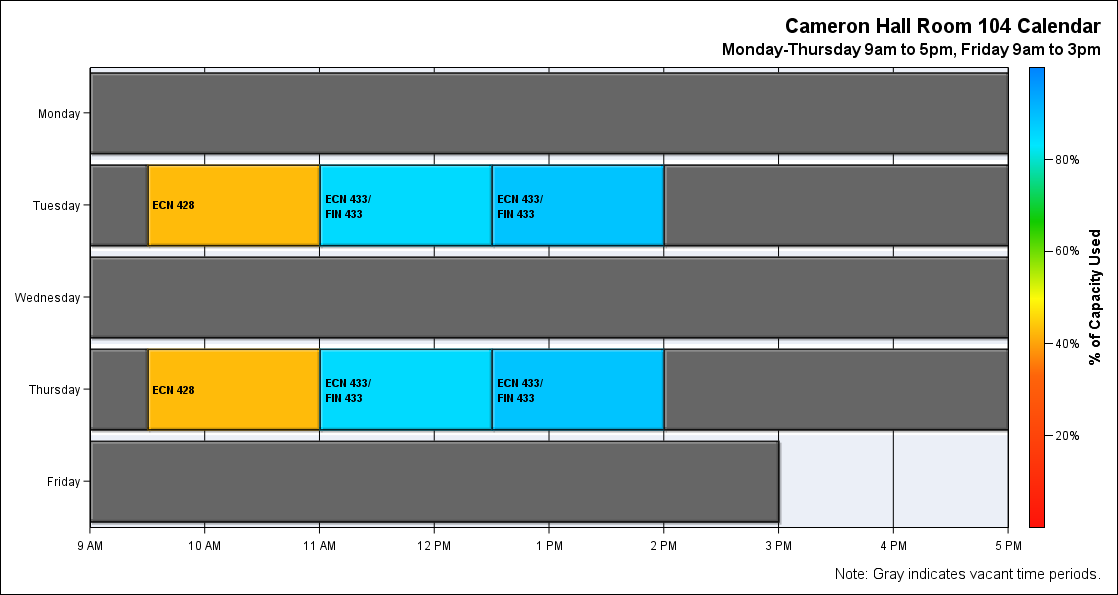 Cameron Hall Room 104 Calendar
Monday-Thursday 9am to 5pm, Friday 9am to 3pm
Monday
Tuesday
ECN 428
ECN 433/
FIN 433
ECN 433/
FIN 433
Wednesday
Thursday
ECN 428
ECN 433/
FIN 433
ECN 433/
FIN 433
Friday
9 AM
10 AM
11 AM
12 PM
1 PM
2 PM
3 PM
4 PM
5 PM
80%
60%
40%
20%
% of Capacity Used
Note: Gray indicates vacant time periods.